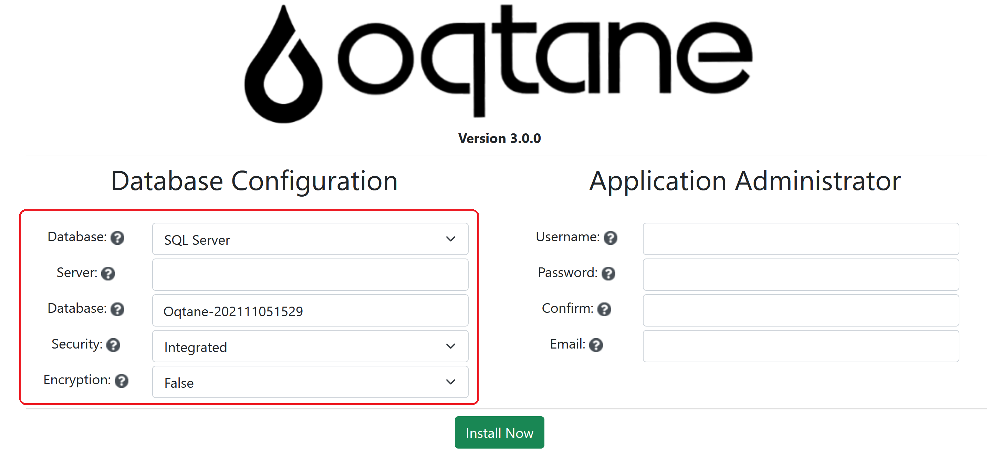 oqtane
Version 3.0.0
Database Configuration
Database: ?
SQL Server
Server: ?
Database: ?
Oqtane-202111051529
Security: ?
Integrated
Encryption: ?
False
Application Administrator
Username: ?
Password: ?
Confirm: ?
Email: ?
Install Now